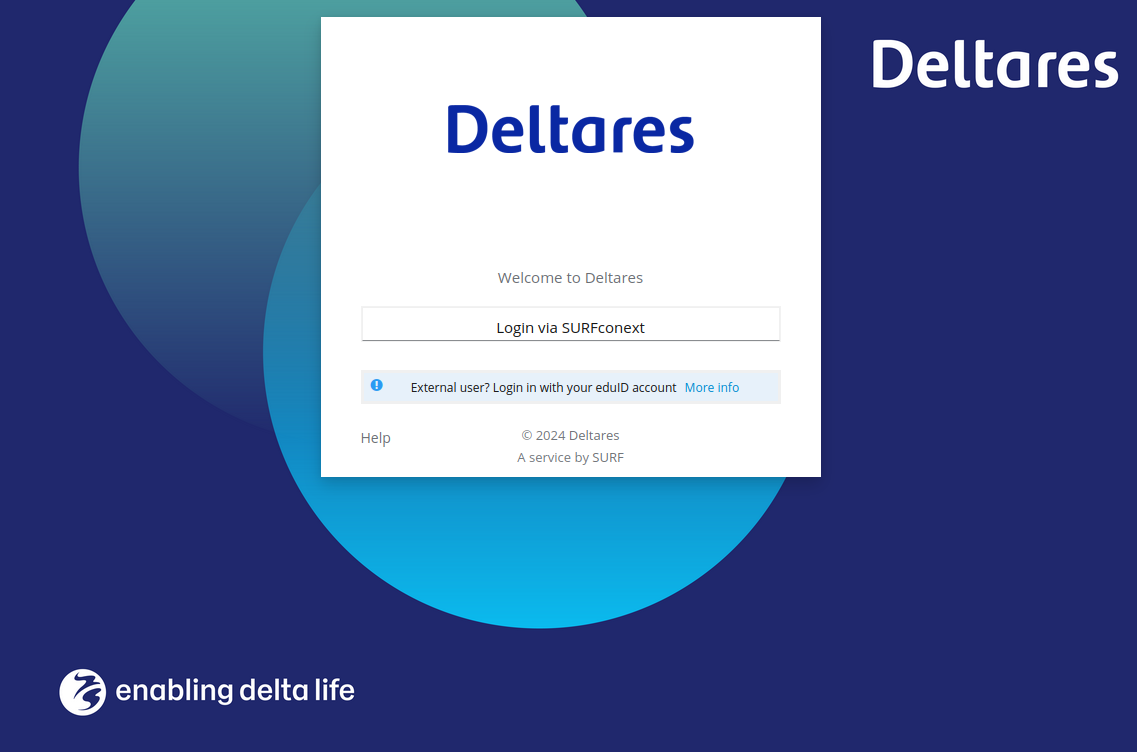 Deltares
Deltares
Welcome to Deltares
Login via SURFconext
External user? Login in with your eduID account More info
Help
© 2024 Deltares
A service by SURF
enabling delta life